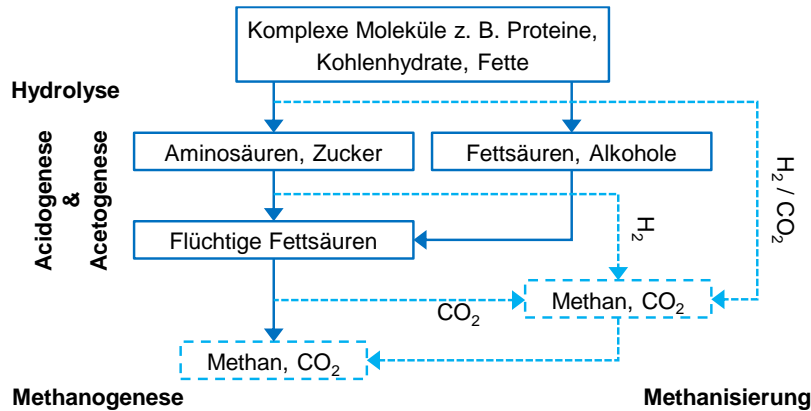 Komplexe Moleküle z. B. Proteine,
Kohlenhydrate, Fette
Hydrolyse
Aminosäuren, Zucker
Fettsäuren, Alkohole
Acidogenese
&
Acetogenese
H₂ / CO₂
H₂
Flüchtige Fettsäuren
Methan, CO₂
CO₂
Methan, CO₂
Methanogenese
Methanisierung